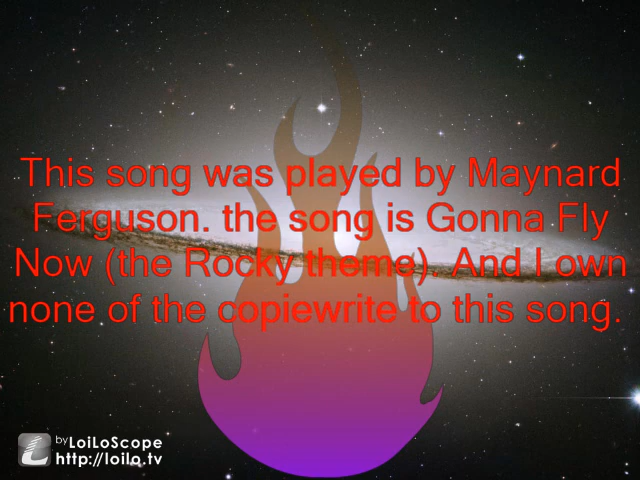 This song was played by Maynard
Ferguson. the song is Gonna Fly
Now (the Rocky theme). And I own
none of the copiewrite to this song.
by LoiLoScope
http://loilo.tv